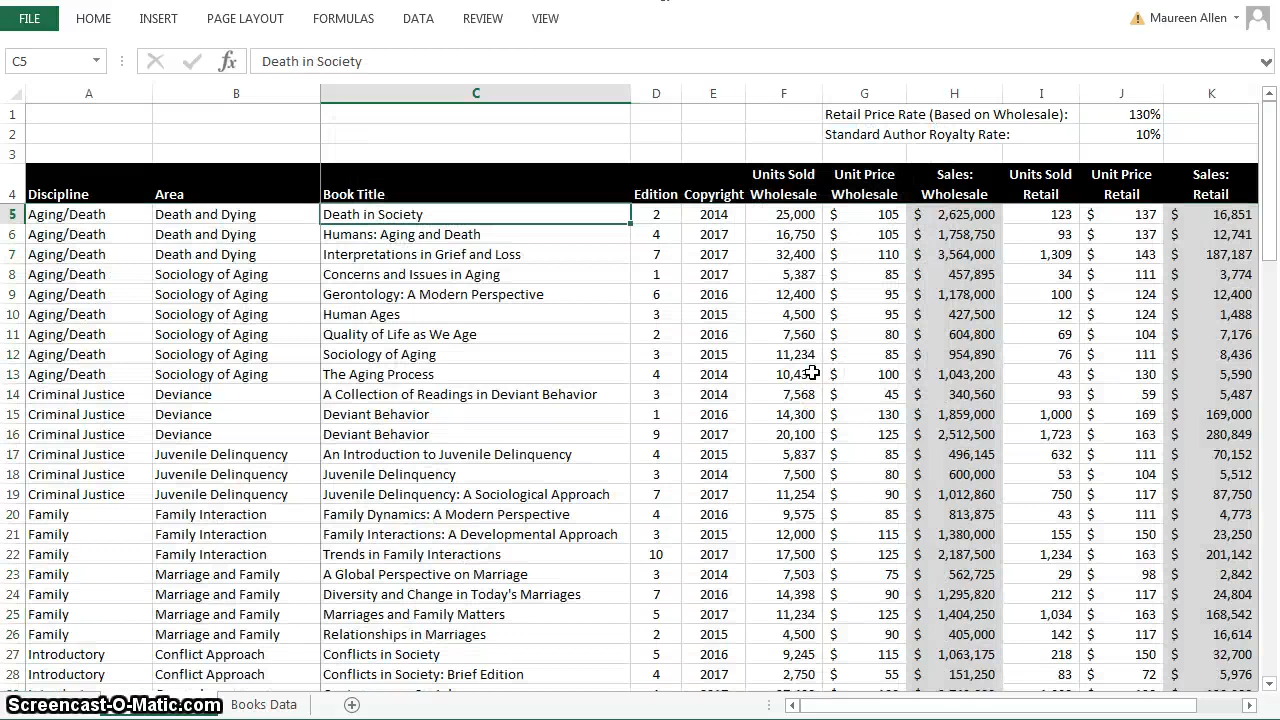 FILE HOME INSERT PAGE LAYOUT FORMULAS DATA REVIEW VIEW Maureen Allen
C5 fx Death in Society
A B C D E F G H I J K
1 Retail Price Rate (Based on Wholesale): 130%
2 Standard Author Royalty Rate: 10%
3
Units Sold Unit Price Sales: Units Sold Unit Price Sales:
4 Discipline Area Book Title Edition Copyright Wholesale Wholesale Wholesale Retail Retail Retail
5 Aging/Death Death and Dying Death in Society 2 2014 25,000 $ 105 $ 2,625,000 123 $ 137 $ 16,851
6 Aging/Death Death and Dying Humans: Aging and Death 4 2017 16,750 $ 105 $ 1,758,750 93 $ 137 $ 12,741
7 Aging/Death Death and Dying Interpretations in Grief and Loss 7 2017 32,400 $ 110 $ 3,564,000 1,309 $ 143 $ 187,187
8 Aging/Death Sociology of Aging Concerns and Issues in Aging 1 2017 5,387 $ 85 $ 457,895 34 $ 111 $ 3,774
9 Aging/Death Sociology of Aging Gerontology: A Modern Perspective 6 2016 12,400 $ 95 $ 1,178,000 100 $ 124 $ 12,400
10 Aging/Death Sociology of Aging Human Ages 3 2015 4,500 $ 95 $ 427,500 12 $ 124 $ 1,488
11 Aging/Death Sociology of Aging Quality of Life as We Age 2 2016 7,560 $ 80 $ 604,800 69 $ 104 $ 7,176
12 Aging/Death Sociology of Aging Sociology of Aging 3 2015 11,234 $ 85 $ 954,890 76 $ 111 $ 8,436
13 Aging/Death Sociology of Aging The Aging Process 4 2014 $ 100 $ 1,043,200 43 $ 130 $ 5,590
14 Criminal Justice Deviance A Collection of Readings in Deviant Behavior 3 2014 7,568 $ 45 $ 340,560 93 $ 59 $ 5,487
15 Criminal Justice Deviance Deviant Behavior 1 2016 14,300 $ 130 $ 1,859,000 1,000 $ 169 $ 169,000
16 Criminal Justice Deviance Deviant Behavior 9 2017 20,100 $ 125 $ 2,512,500 1,723 $ 163 $ 280,849
17 Criminal Justice Juvenile Delinquency An Introduction to Juvenile Delinquency 4 2015 5,837 $ 85 $ 496,145 632 $ 111 $ 70,152
18 Criminal Justice Juvenile Delinquency Juvenile Delinquency 3 2014 7,500 $ 80 $ 600,000 53 $ 104 $ 5,512
19 Criminal Justice Juvenile Delinquency Juvenile Delinquency: A Sociological Approach 7 2017 11,254 $ 90 $ 1,012,860 750 $ 117 $ 87,750
20 Family Family Interaction Family Dynamics: A Modern Perspective 4 2016 9,575 $ 85 $ 813,875 43 $ 111 $ 4,773
21 Family Family Interaction Family Interactions: A Developmental Approach 3 2015 12,000 $ 115 $ 1,380,000 155 $ 150 $ 23,250
22 Family Family Interaction Trends in Family Interactions 10 2017 17,500 $ 125 $ 2,187,500 1,234 $ 163 $ 201,142
23 Family Marriage and Family A Global Perspective on Marriage 3 2014 7,503 $ 75 $ 562,725 29 $ 98 $ 2,842
24 Family Marriage and Family Diversity and Change in Today's Marriages 7 2016 14,398 $ 90 $ 1,295,820 212 $ 117 $ 24,804
25 Family Marriage and Family Marriages and Family Matters 5 2017 11,234 $ 125 $ 1,404,250 1,034 $ 163 $ 168,542
26 Family Marriage and Family Relationships in Marriages 2 2015 4,500 $ 90 $ 405,000 142 $ 117 $ 16,614
27 Introductory Conflict Approach Conflicts in Society 5 2016 9,245 $ 115 $ 1,063,175 218 $ 150 $ 32,700
28 Introductory Conflict Approach Conflicts in Society: Brief Edition 4 2017 2,750 $ 55 $ 151,250 83 $ 72 $ 5,976
Screencast-O-Matic.com Books Data